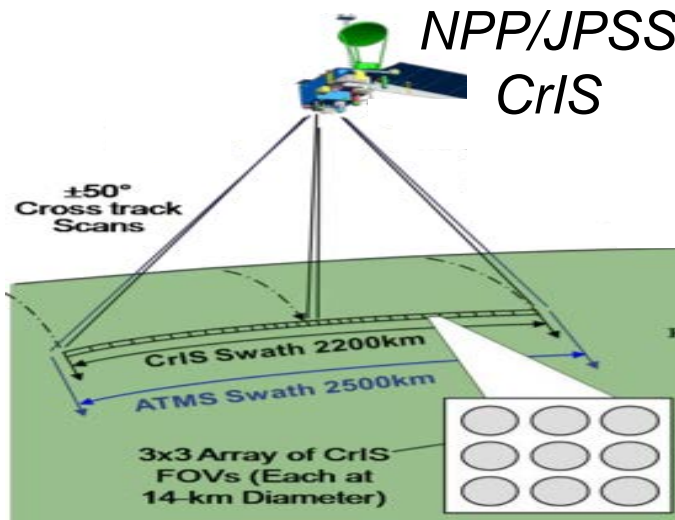 NPP/JPSS
CrIS
±50°
Cross track
Scans
CrIS Swath 2200km
ATMS Swath 2500km
3x3 Array of CrIS
FOVs (Each at
14-km Diameter)